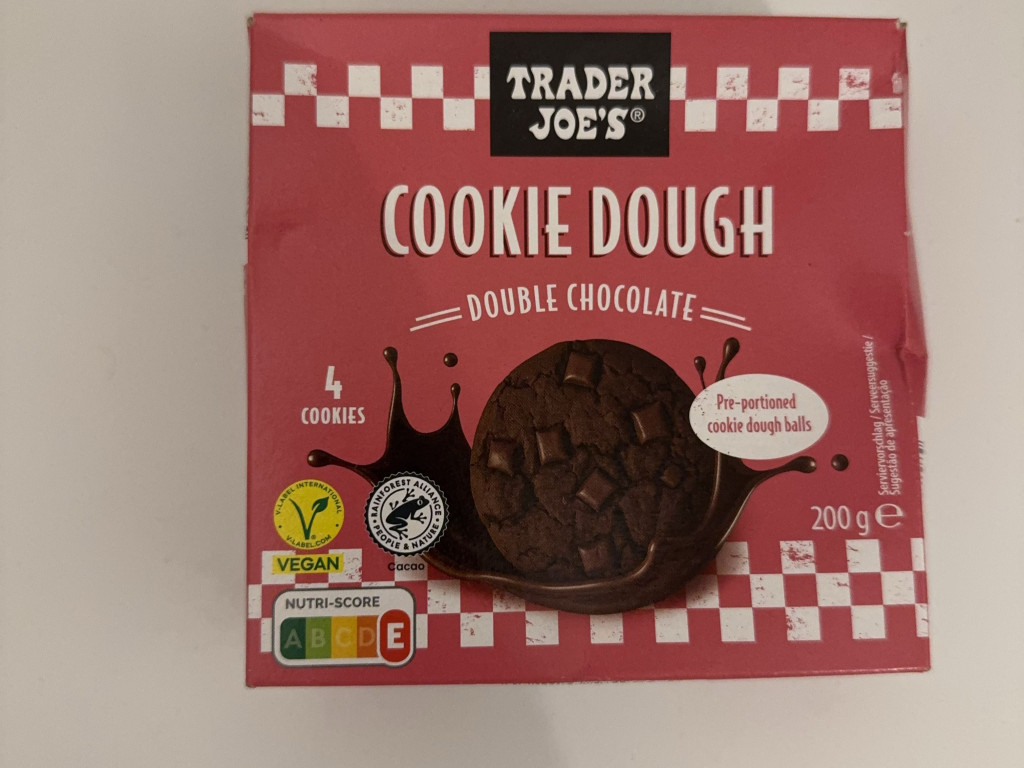 TRADER
JOE'S®
COOKIE DOUGH
DOUBLE CHOCOLATE
4
COOKIES
Pre-portioned
cookie dough balls
Serviervorschlag / Serveersuggestie /
Sugestão de apresentação
200 g ℮
V-LABEL INTERNATIONAL
V-LABEL.COM
VEGAN
RAINFOREST ALLIANCE
PEOPLE & NATURE
Cacao
NUTRI-SCORE
A B C D E